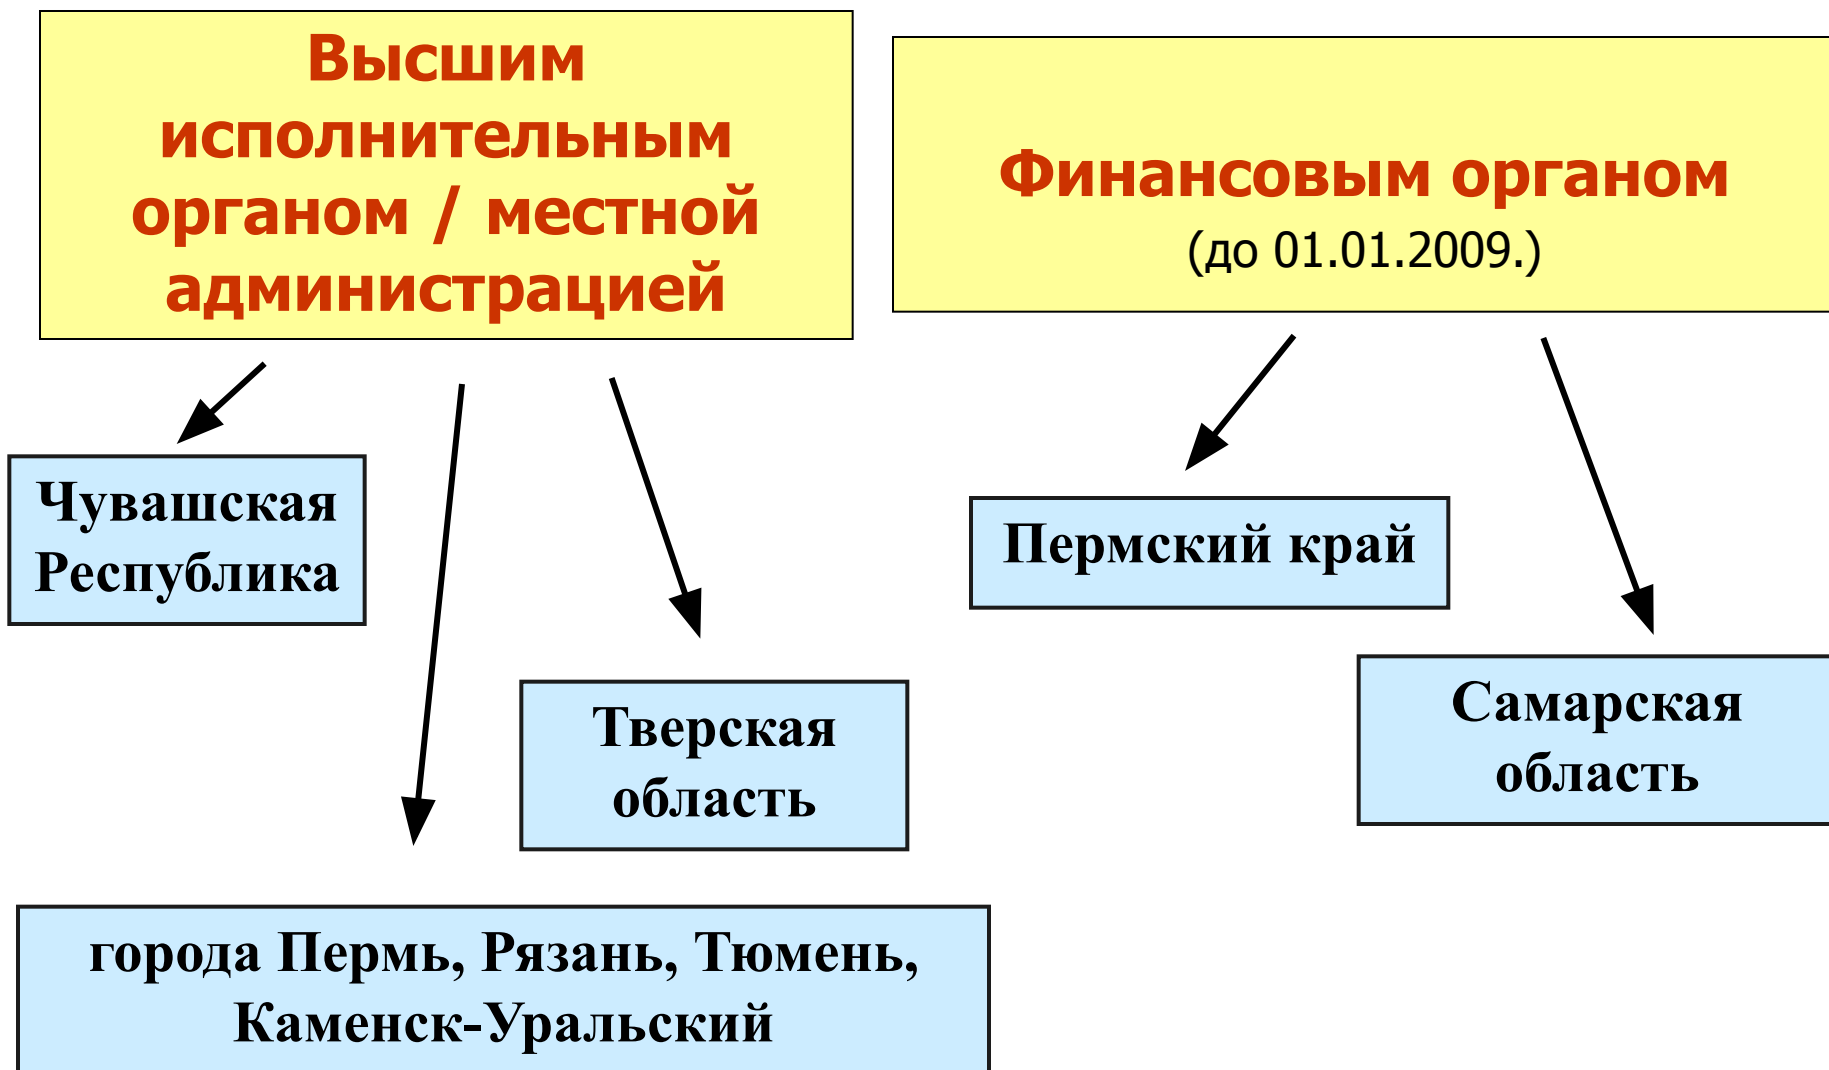 Высшим
исполнительным
органом / местной
администрацией
Финансовым органом
(до 01.01.2009.)
Чувашская
Республика
Пермский край
Тверская
область
Самарская
область
города Пермь, Рязань, Тюмень,
Каменск-Уральский